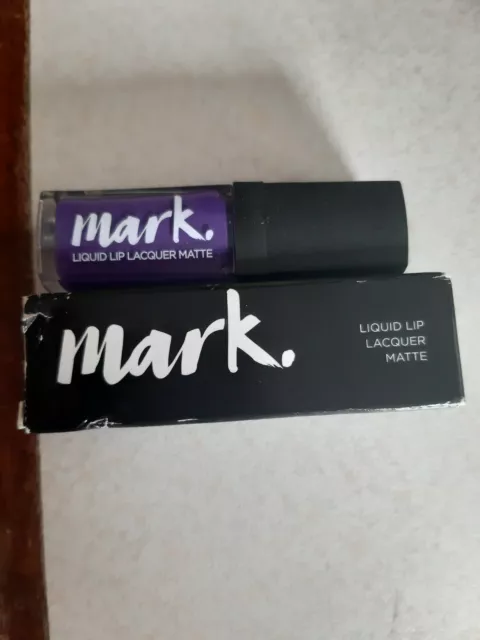 mark.
LIQUID LIP LACQUER MATTE
mark.
LIQUID LIP
LACQUER
MATTE